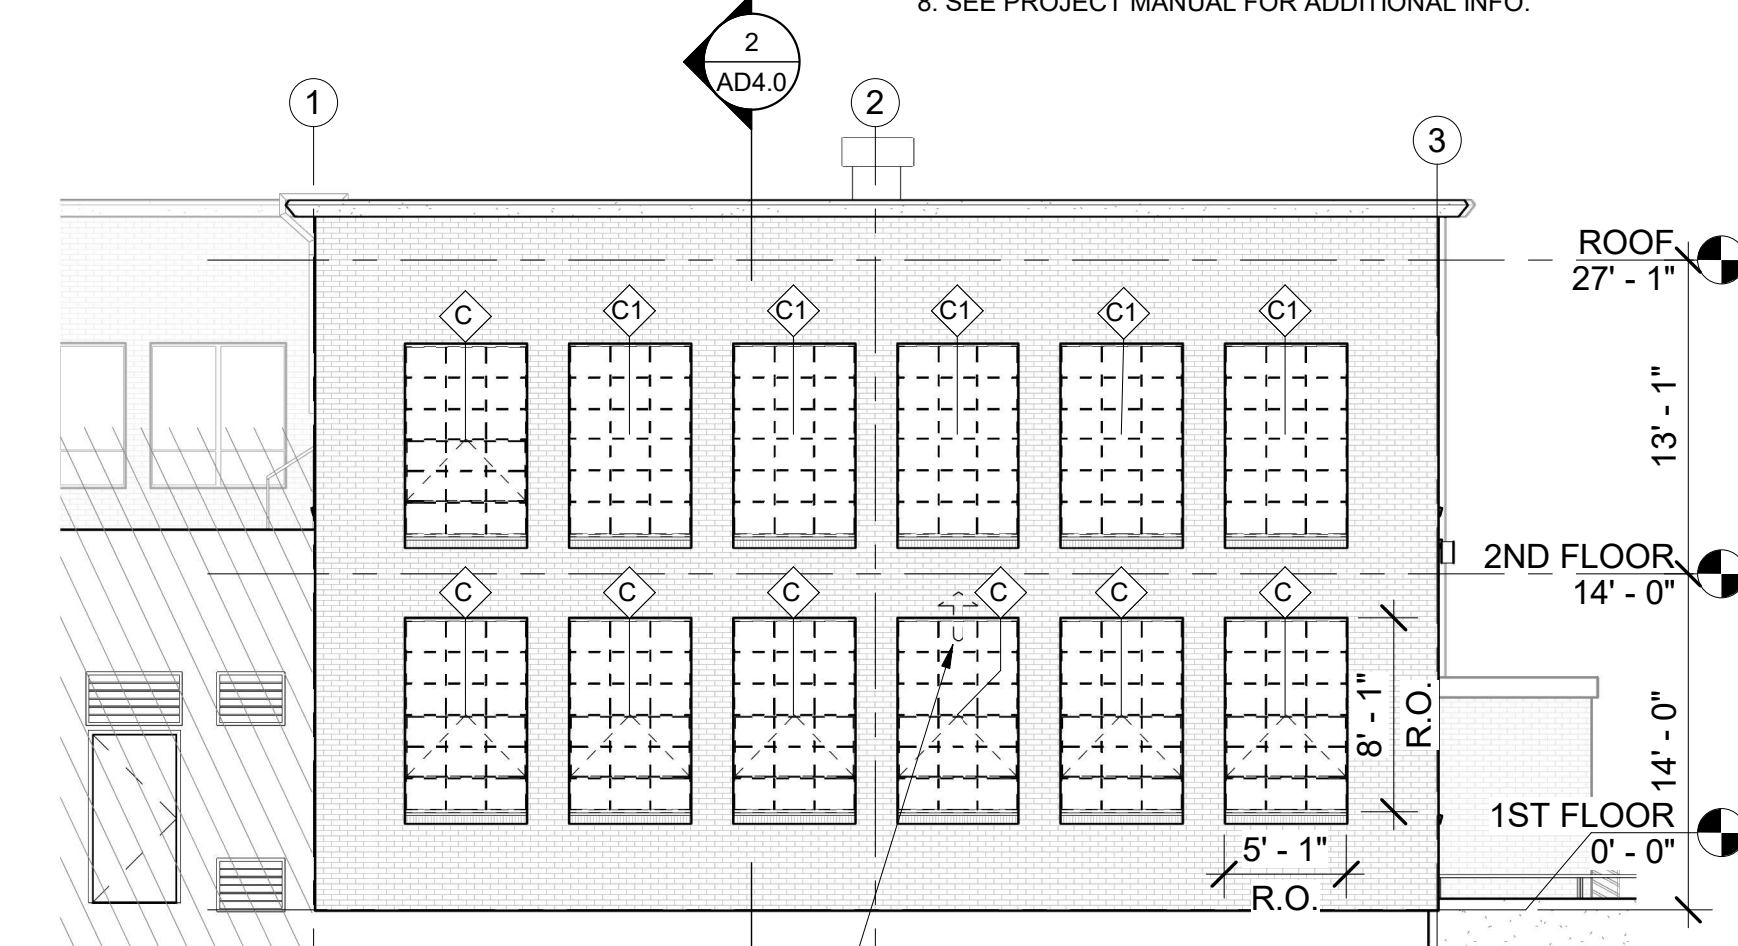 8. SEE PROJECT MANUAL FOR ADDITIONAL INFO.
2
AD4.0
1
2
3
ROOF
27' - 1"
C
C1
C1
C1
C1
C1
13' - 1"
2ND FLOOR
14' - 0"
C
C
C
C
C
C
8' - 1"
R.O.
14' - 0"
1ST FLOOR
0' - 0"
5' - 1"
R.O.